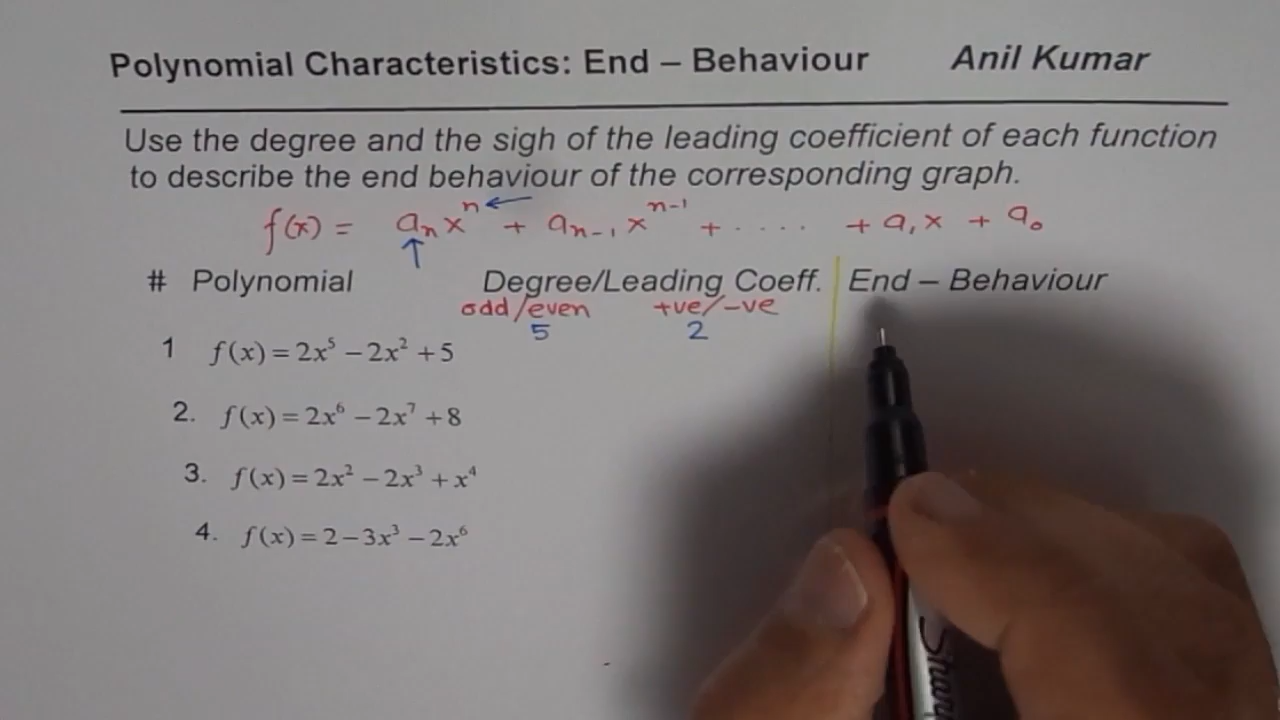 Polynomial Characteristics: End – Behaviour Anil Kumar
Use the degree and the sigh of the leading coefficient of each function
to describe the end behaviour of the corresponding graph.
f(x) = aₙxⁿ + aₙ₋₁xⁿ⁻¹ + ..... + a₁x + a₀
# Polynomial Degree/Leading Coeff. End – Behaviour
odd/even +ve/-ve
5 2
1 f(x) = 2x⁵ – 2x² + 5
2. f(x) = 2x⁶ – 2x⁷ + 8
3. f(x) = 2x² – 2x³ + x⁴
4. f(x) = 2 – 3x³ – 2x⁶